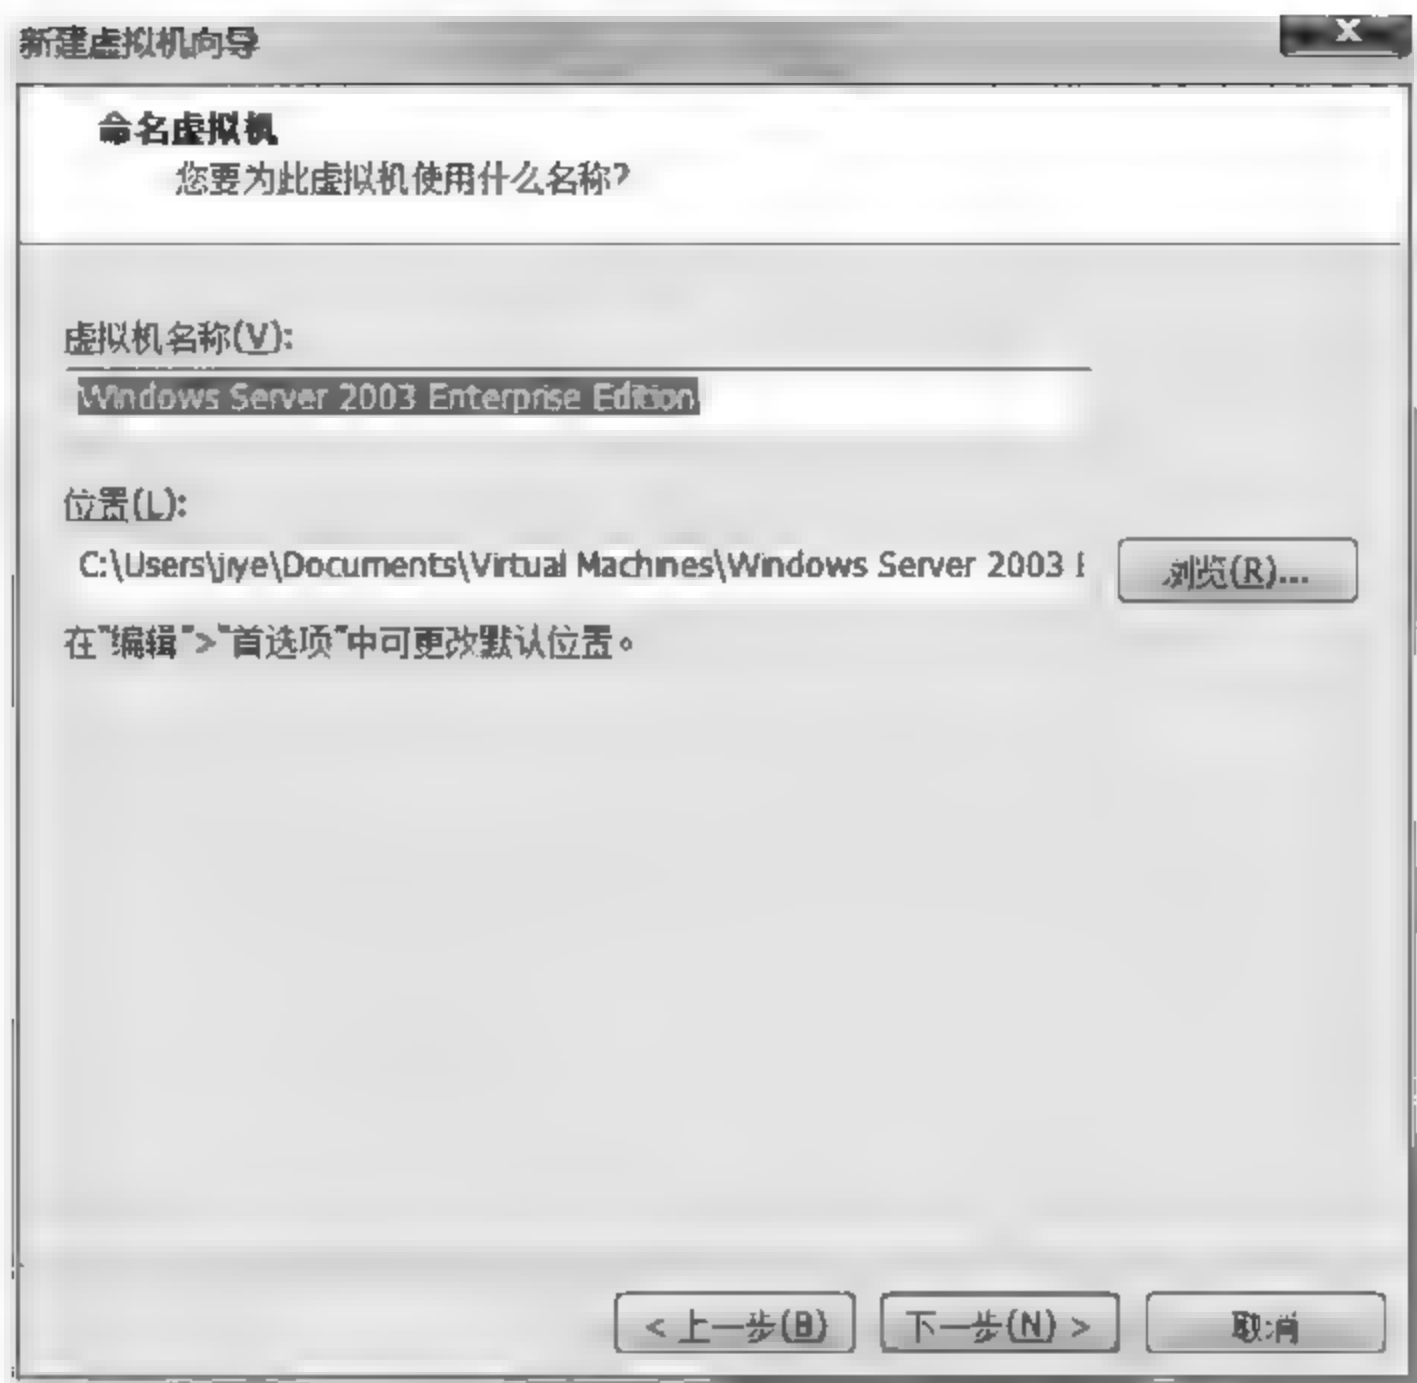 新建虚拟机向导
命名虚拟机
您要为此虚拟机使用什么名称?
虚拟机名称(V):
Windows Server 2003 Enterprise Edition
位置(L):
C:\Users\jiye\Documents\Virtual Machines\Windows Server 2003 E
浏览(R)...
在"编辑">"首选项"中可更改默认位置。
< 上一步(B)
下一步(N) >
取消